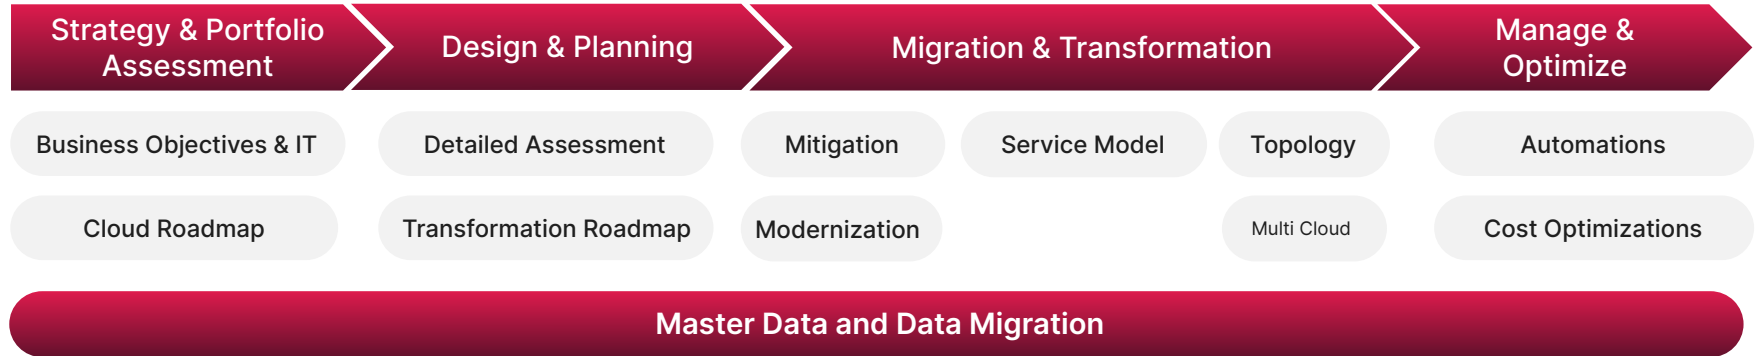 Strategy & Portfolio
Assessment
Design & Planning
Migration & Transformation
Manage &
Optimize
Business Objectives & IT
Detailed Assessment
Mitigation
Service Model
Topology
Automations
Cloud Roadmap
Transformation Roadmap
Modernization
Multi Cloud
Cost Optimizations
Master Data and Data Migration